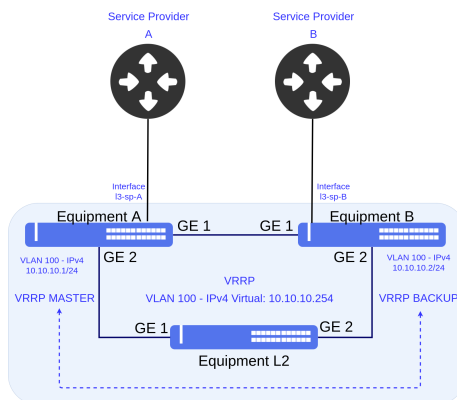 Service Provider
A
Service Provider
B
Interface
l3-sp-A
Interface
l3-sp-B
Equipment A
Equipment B
GE 1
GE 1
VLAN 100 - IPv4
10.10.10.1/24
GE 2
GE 2
VLAN 100 - IPv4
10.10.10.2/24
VRRP
VRRP MASTER
VLAN 100 - IPv4 Virtual: 10.10.10.254
VRRP BACKUP
GE 1
GE 2
Equipment L2